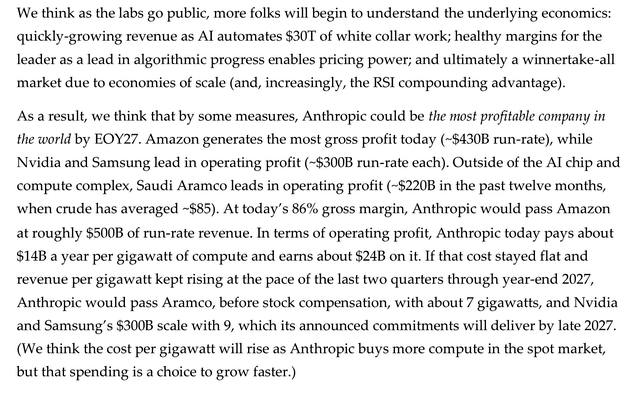 We think as the labs go public, more folks will begin to understand the underlying economics:
quickly-growing revenue as AI automates $30T of white collar work; healthy margins for the
leader as a lead in algorithmic progress enables pricing power; and ultimately a winnertake-all
market due to economies of scale (and, increasingly, the RSI compounding advantage).
As a result, we think that by some measures, Anthropic could be the most profitable company in
the world by EOY27. Amazon generates the most gross profit today (~$430B run-rate), while
Nvidia and Samsung lead in operating profit (~$300B run-rate each). Outside of the AI chip and
compute complex, Saudi Aramco leads in operating profit (~$220B in the past twelve months,
when crude has averaged ~$85). At today's 86% gross margin, Anthropic would pass Amazon
at roughly $500B of run-rate revenue. In terms of operating profit, Anthropic today pays about
$14B a year per gigawatt of compute and earns about $24B on it. If that cost stayed flat and
revenue per gigawatt kept rising at the pace of the last two quarters through year-end 2027,
Anthropic would pass Aramco, before stock compensation, with about 7 gigawatts, and Nvidia
and Samsung's $300B scale with 9, which its announced commitments will deliver by late 2027.
(We think the cost per gigawatt will rise as Anthropic buys more compute in the spot market,
but that spending is a choice to grow faster.)